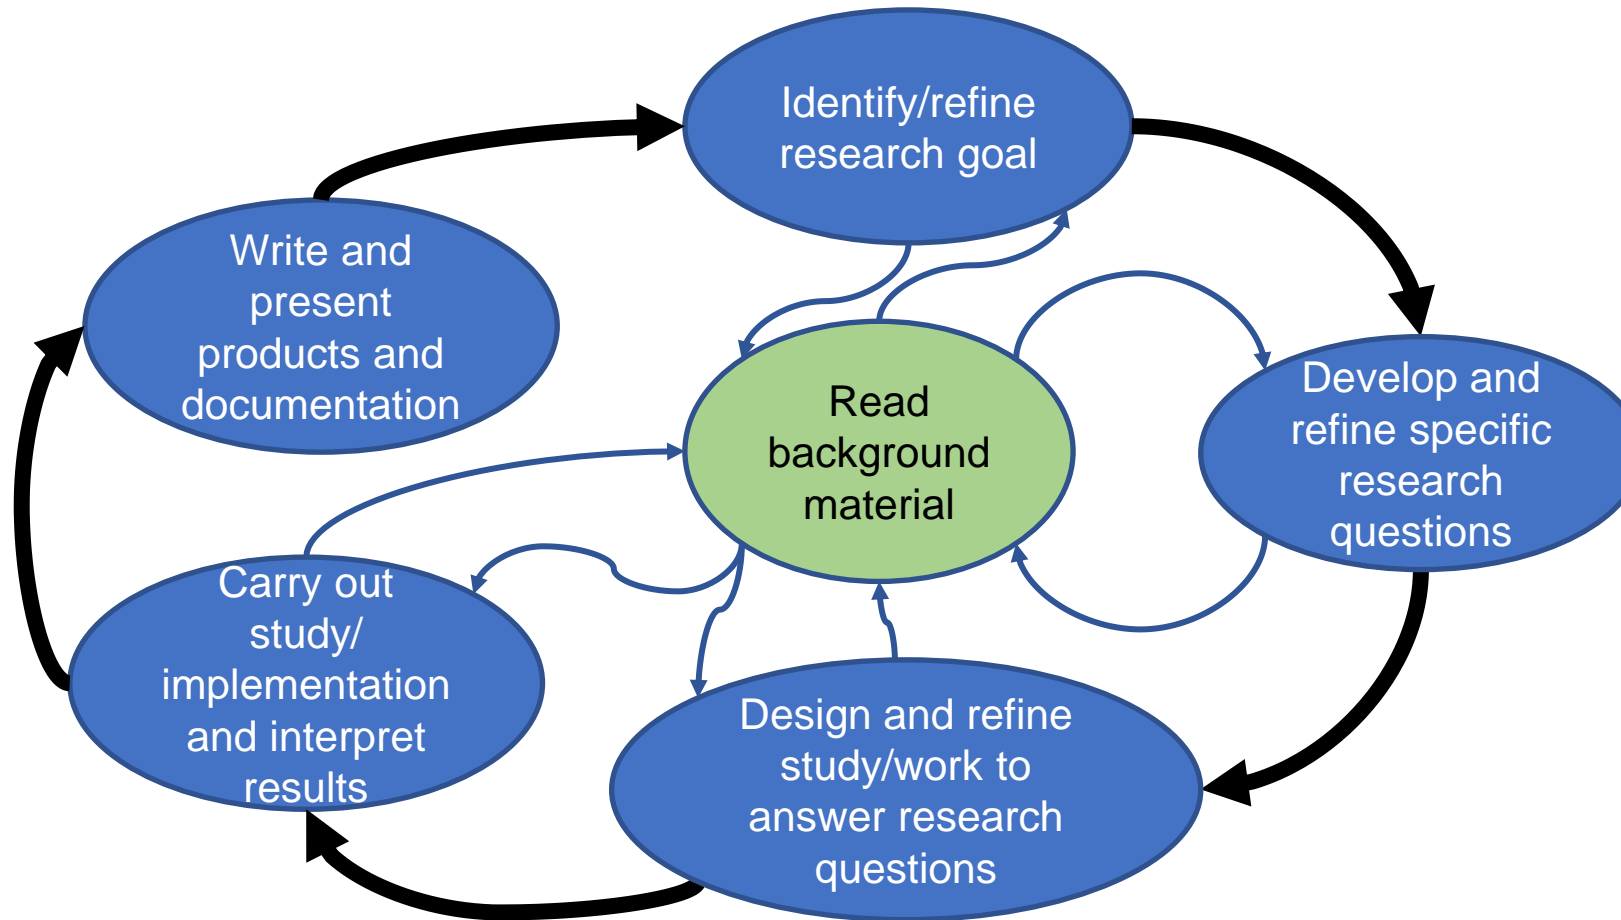 Identify/refine
research goal
Write and
present
products and
documentation
Read
background
material
Develop and
refine specific
research
questions
Carry out
study/
implementation
and interpret
results
Design and refine
study/work to
answer research
questions